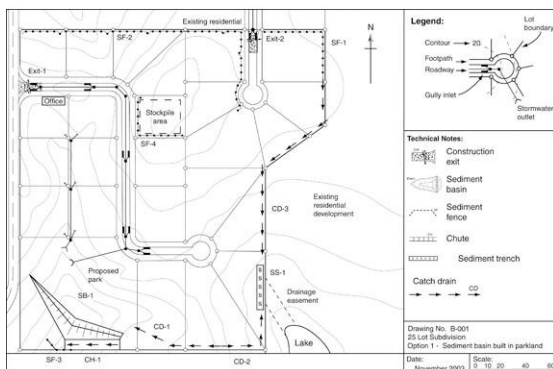 Existing residential
SF-2
Exit-2
SF-1
N
Exit-1
Office
Stockpile
area
SF-4
Existing
residential
development
CD-3
Proposed
park
SB-1
SS-1
Drainage
easement
CD-1
Lake
SF-3
CH-1
CD-2
Legend:
Lot
boundary
Contour
20
Footpath
Roadway
Gully inlet
Stormwater
outlet
Technical Notes:
Construction
exit
Sediment
basin
Sediment
fence
Chute
Sediment trench
Catch drain
CD
Drawing No. B-001
25 Lot Subdivision
Option 1 - Sediment basin built in parkland
Date:
November 2002
Scale:
0 10 20 40 60